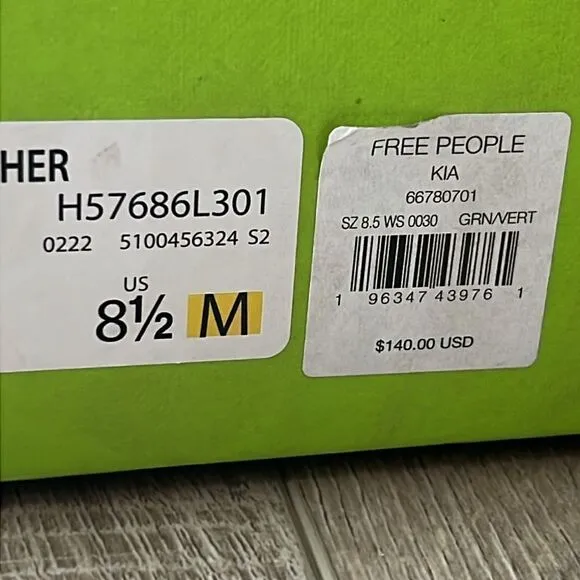 HER
H57686L301
0222 5100456324 S2
US
8½ M
FREE PEOPLE
KIA
66780701
SZ 8.5 WS 0030 GRN/VERT
1 96347 43976 1
$140.00 USD